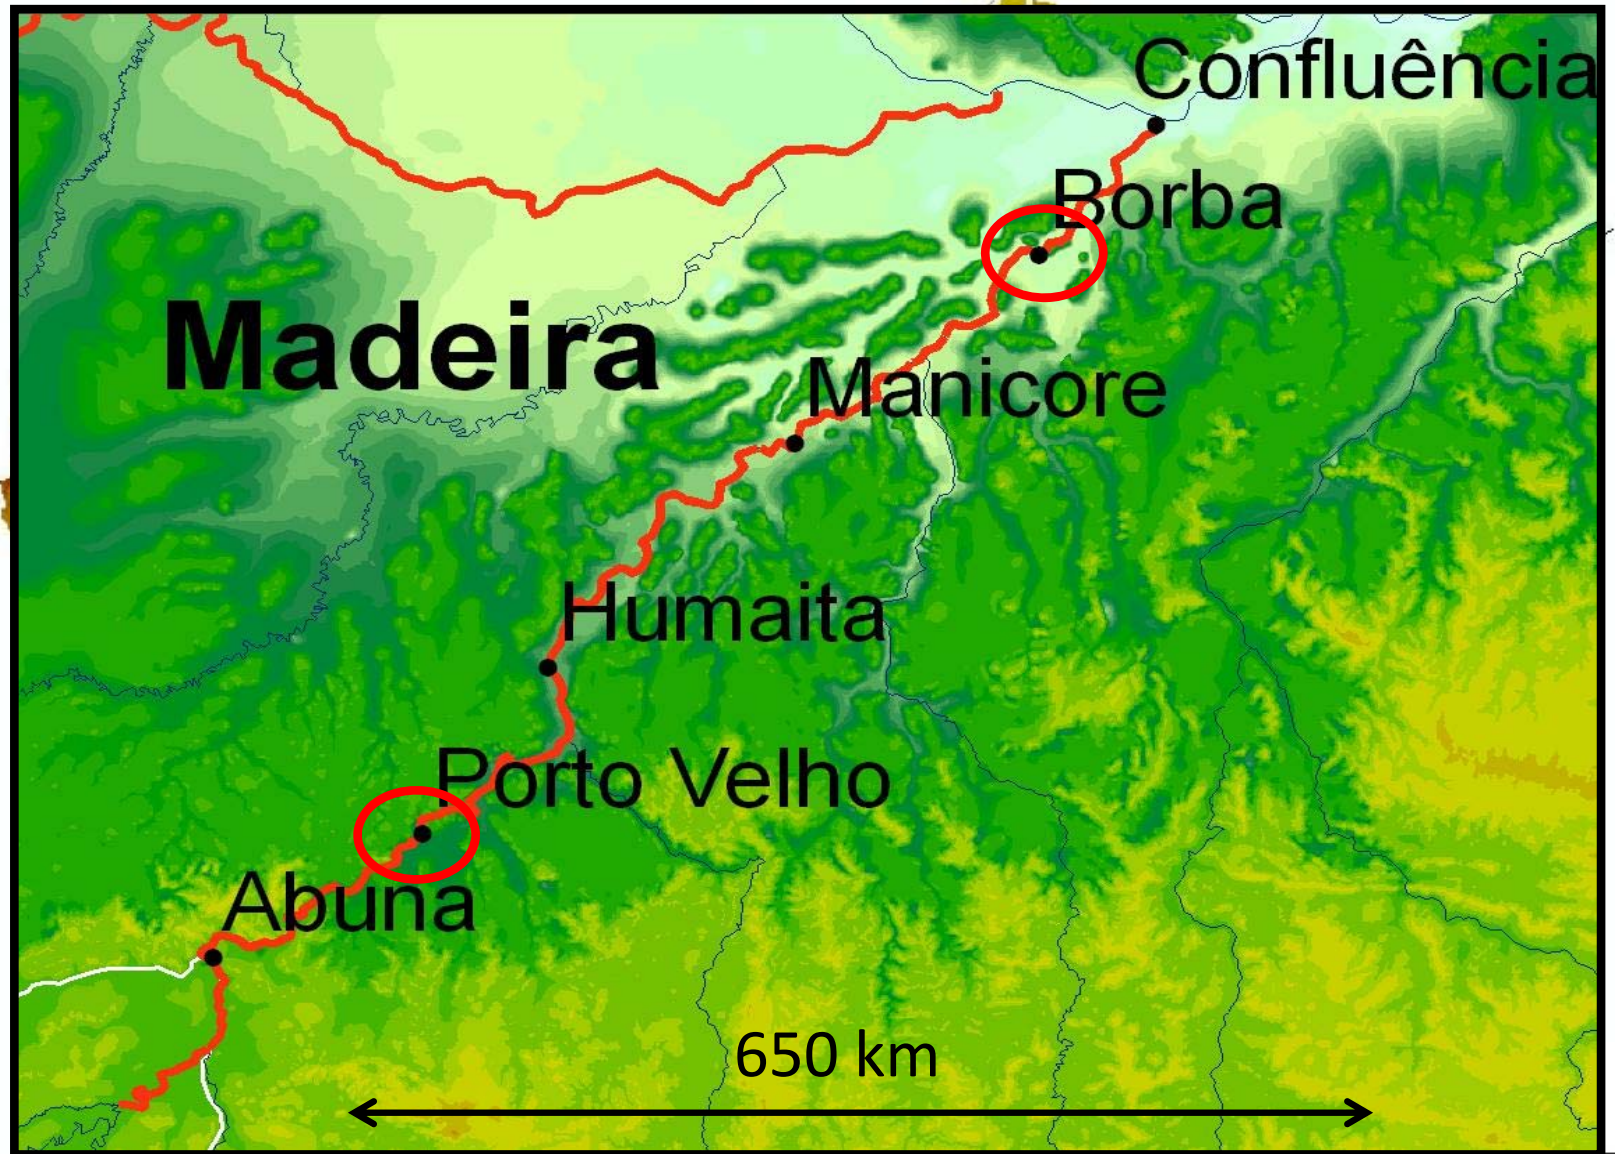 Confluência
Borba
Madeira
Manicore
Humaita
Porto Velho
Abuna
650 km